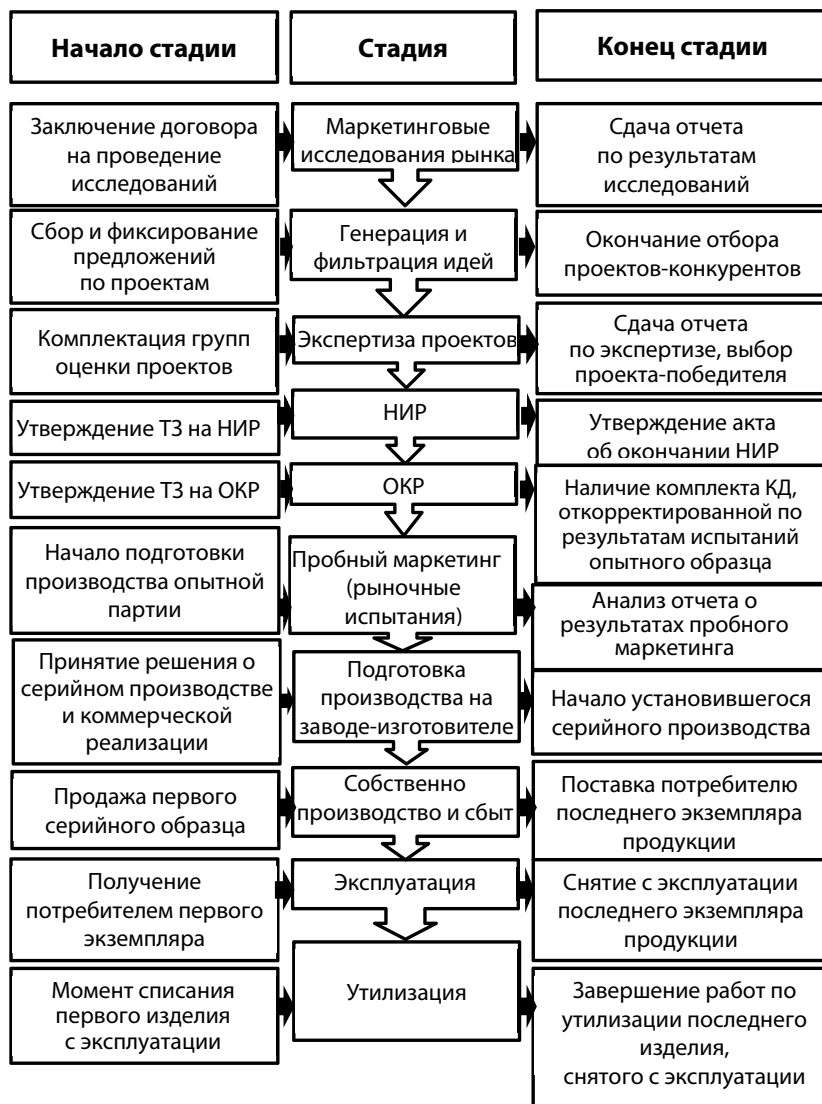 Начало стадии
Стадия
Конец стадии
Заключение договора
на проведение
исследований
Маркетинговые
исследования рынка
Сдача отчета
по результатам
исследований
Сбор и фиксирование
предложений
по проектам
Генерация и
фильтрация идей
Окончание отбора
проектов-конкурентов
Комплектация групп
оценки проектов
Экспертиза проектов
Сдача отчета
по экспертизе, выбор
проекта-победителя
Утверждение ТЗ на НИР
НИР
Утверждение акта
об окончании НИР
Утверждение ТЗ на ОКР
ОКР
Наличие комплекта КД,
откорректированной по
результатам испытаний
опытного образца
Начало подготовки
производства опытной
партии
Пробный маркетинг
(рыночные
испытания)
Анализ отчета о
результатах пробного
маркетинга
Принятие решения о
серийном производстве
и коммерческой
реализации
Подготовка
производства на
заводе-изготовителе
Начало установившегося
серийного производства
Продажа первого
серийного образца
Собственно
производство и сбыт
Поставка потребителю
последнего экземпляра
продукции
Получение
потребителем первого
экземпляра
Эксплуатация
Снятие с эксплуатации
последнего экземпляра
продукции
Момент списания
первого изделия
с эксплуатации
Утилизация
Завершение работ по
утилизации последнего
изделия,
снятого с эксплуатации